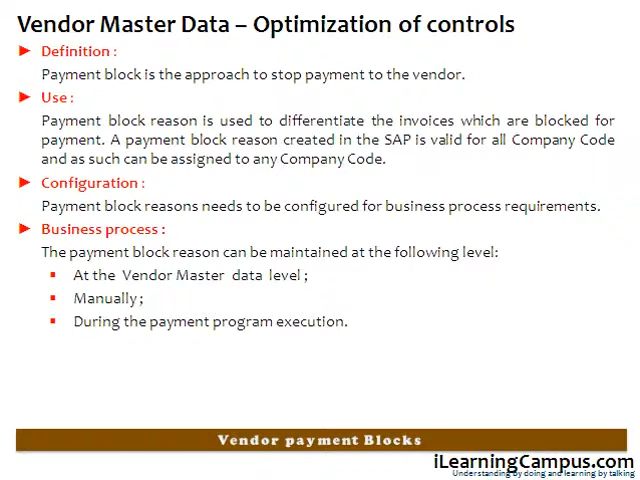 Vendor Master Data – Optimization of controls
► Definition :
Payment block is the approach to stop payment to the vendor.
► Use :
Payment block reason is used to differentiate the invoices which are blocked for
payment. A payment block reason created in the SAP is valid for all Company Code
and as such can be assigned to any Company Code.
► Configuration :
Payment block reasons needs to be configured for business process requirements.
► Business process :
The payment block reason can be maintained at the following level:
▪ At the Vendor Master data level ;
▪ Manually ;
▪ During the payment program execution.
Vendor payment Blocks
iLearningCampus.com
Understanding by doing and learning by talking